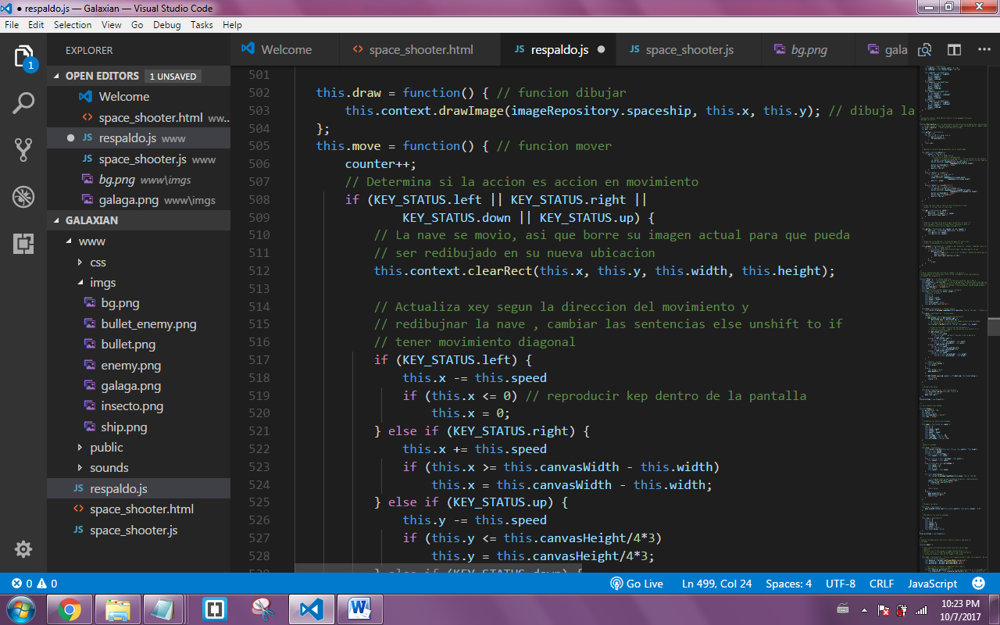 ● respaldo.js — Galaxian — Visual Studio Code
File Edit Selection View Go Debug Tasks Help
1
EXPLORER
OPEN EDITORS 1 UNSAVED
Welcome
space_shooter.html ww...
respaldo.js www
space_shooter.js www
bg.png www\imgs
galaga.png www\imgs
GALAXIAN
www
css
imgs
bg.png
bullet_enemy.png
bullet.png
enemy.png
galaga.png
insecto.png
ship.png
public
sounds
JS respaldo.js
space_shooter.html
JS space_shooter.js
Welcome
space_shooter.html
JS respaldo.js ●
JS space_shooter.js
bg.png
gala
501
502 this.draw = function() { // funcion dibujar
503 this.context.drawImage(imageRepository.spaceship, this.x, this.y); // dibuja la
504 };
505 this.move = function() { // funcion mover
506 counter++;
507 // Determina si la accion es accion en movimiento
508 if (KEY_STATUS.left || KEY_STATUS.right ||
509 KEY_STATUS.down || KEY_STATUS.up) {
510 // La nave se movio, asi que borre su imagen actual para que pueda
511 // ser redibujado en su nueva ubicacion
512 this.context.clearRect(this.x, this.y, this.width, this.height);
513
514 // Actualiza xey segun la direccion del movimiento y
515 // redibujnar la nave , cambiar las sentencias else unshift to if
516 // tener movimiento diagonal
517 if (KEY_STATUS.left) {
518 this.x -= this.speed
519 if (this.x <= 0) // reproducir kep dentro de la pantalla
520 this.x = 0;
521 } else if (KEY_STATUS.right) {
522 this.x += this.speed
523 if (this.x >= this.canvasWidth - this.width)
524 this.x = this.canvasWidth - this.width;
525 } else if (KEY_STATUS.up) {
526 this.y -= this.speed
527 if (this.y <= this.canvasHeight/4*3)
528 this.y = this.canvasHeight/4*3;
529 } else if (KEY_STATUS.down) {
0 0 Go Live Ln 499, Col 24 Spaces: 4 UTF-8 CRLF JavaScript
10:23 PM
10/7/2017